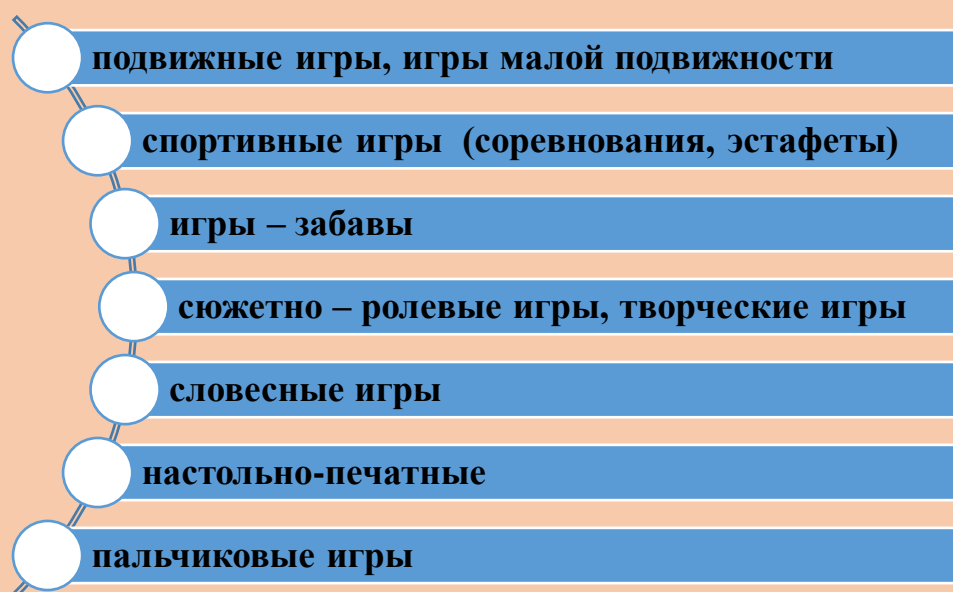 подвижные игры, игры малой подвижности
спортивные игры (соревнования, эстафеты)
игры – забавы
сюжетно – ролевые игры, творческие игры
словесные игры
настольно-печатные
пальчиковые игры